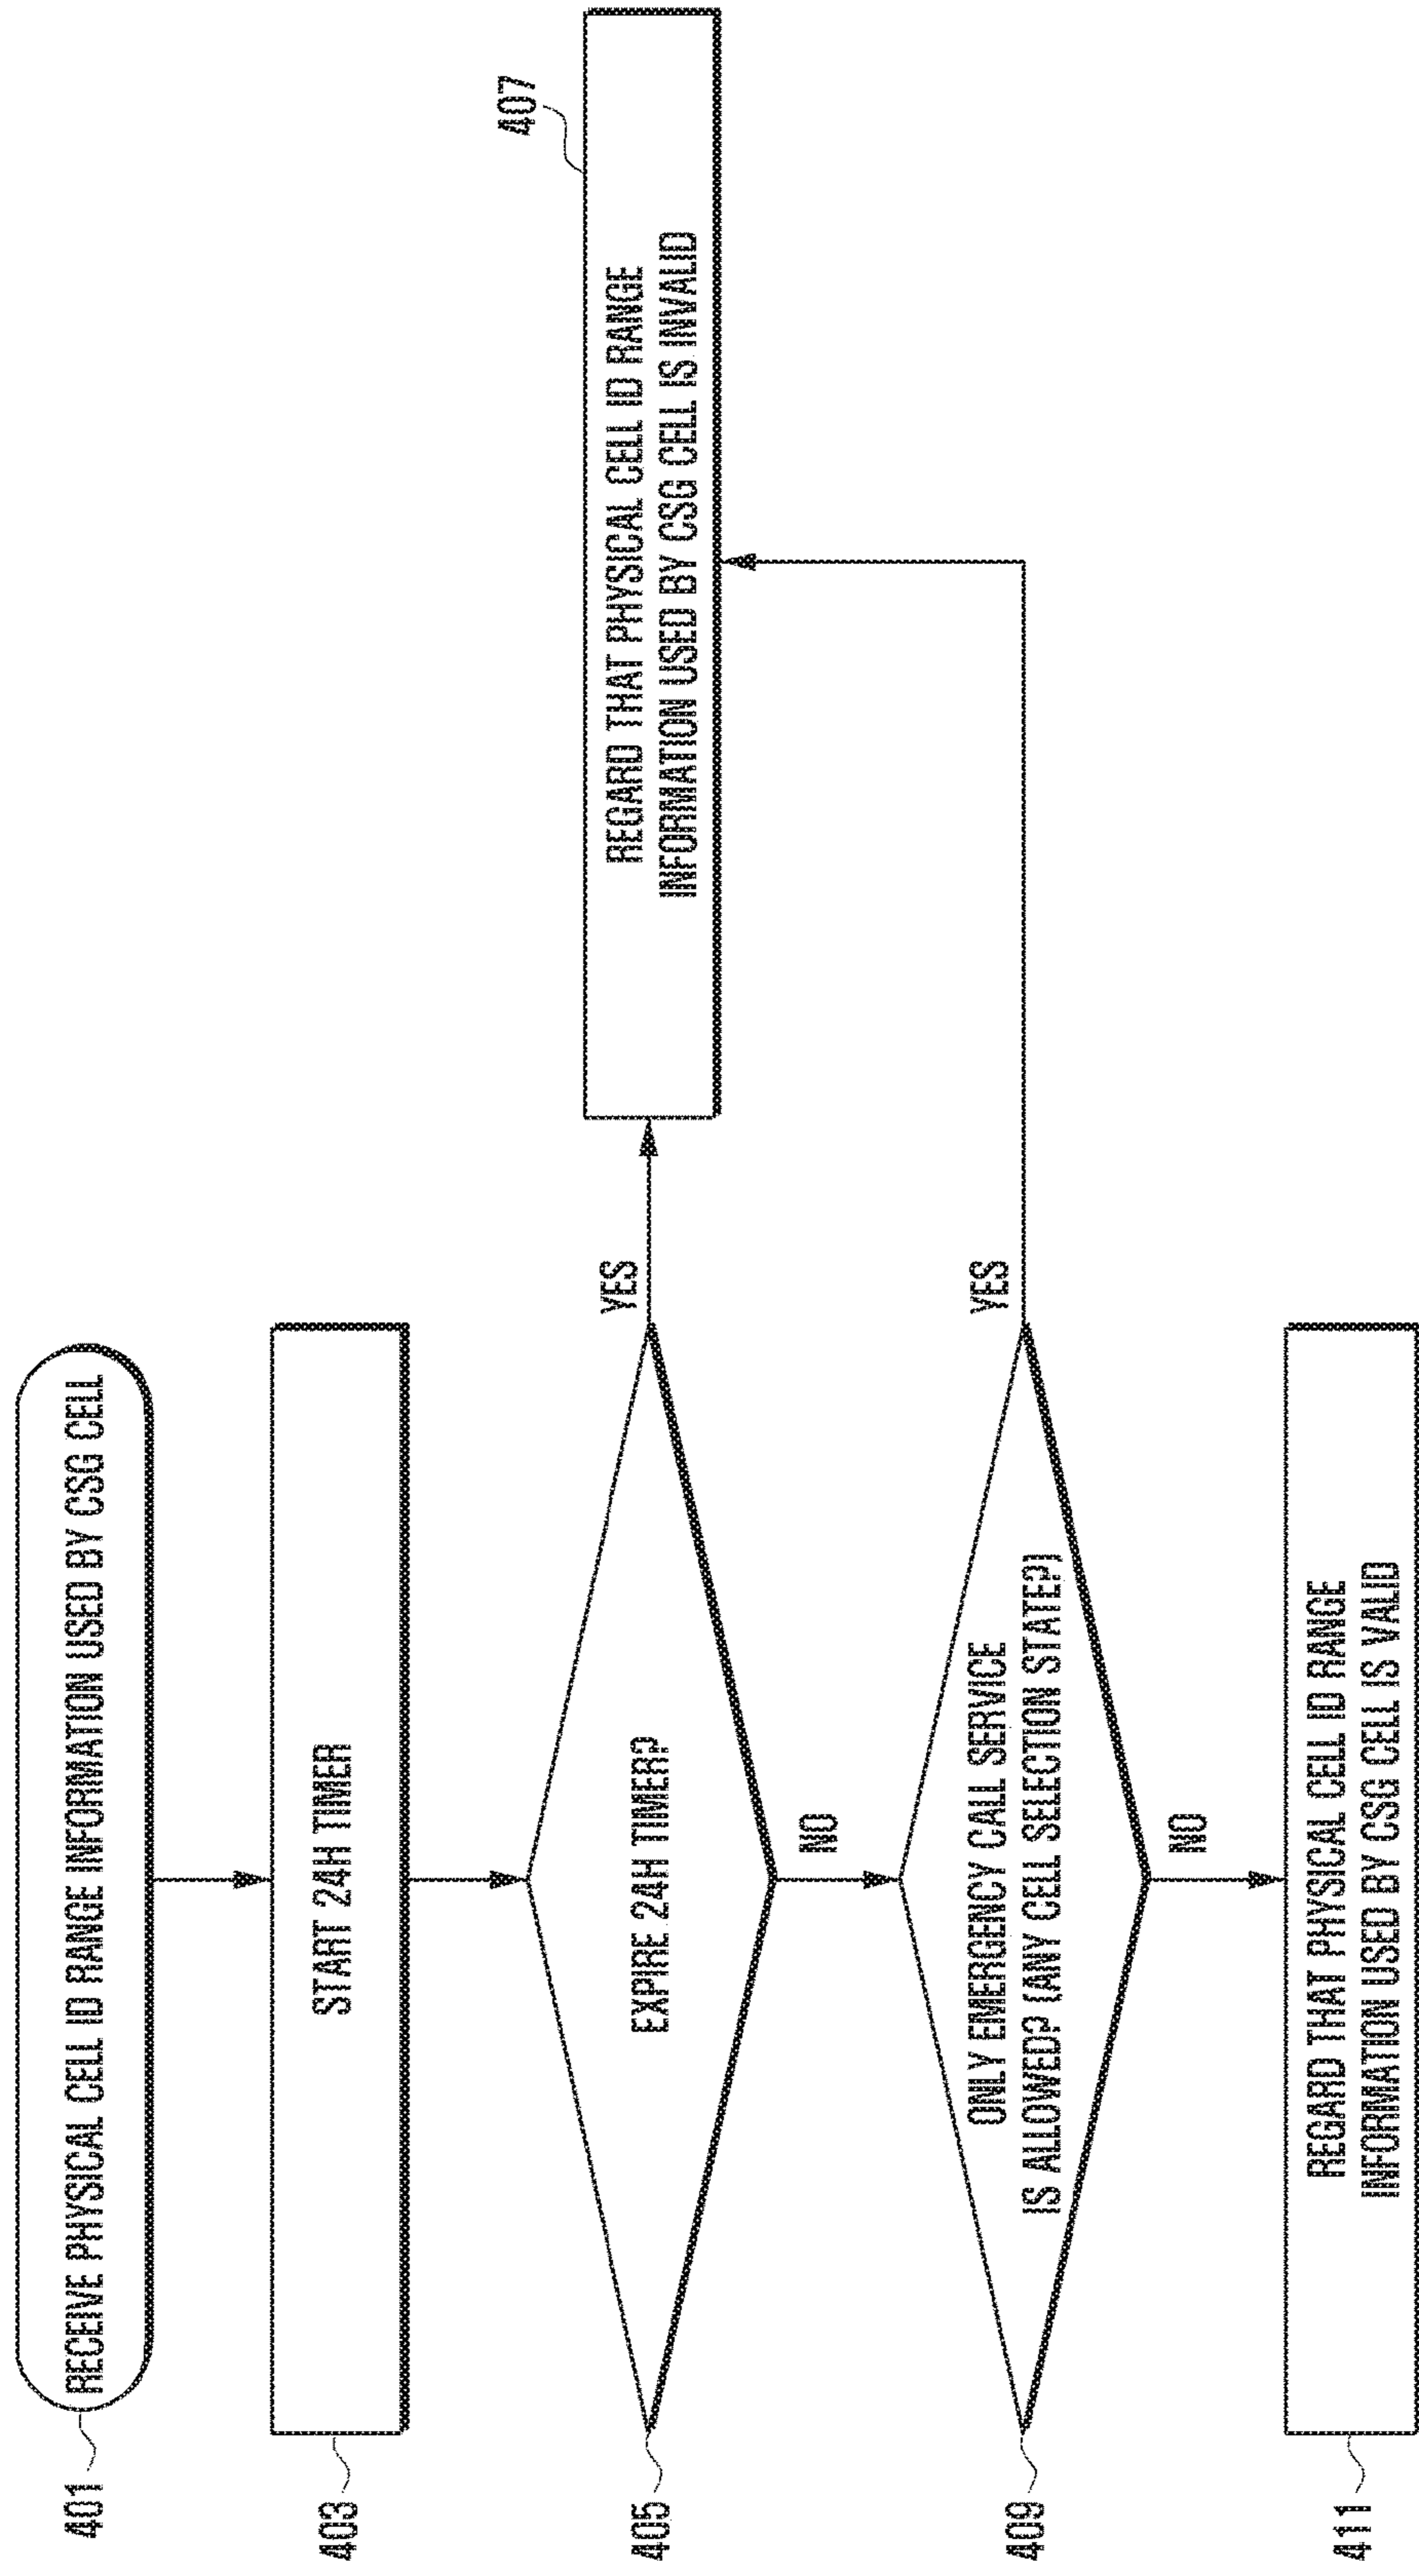 401
RECEIVE PHYSICAL CELL ID RANGE INFORMATION USED BY CSG CELL
403
START 24H TIMER
405
EXPIRE 24H TIMER?
YES
407
REGARD THAT PHYSICAL CELL ID RANGE
INFORMATION USED BY CSG CELL IS INVALID
NO
409
ONLY EMERGENCY CALL SERVICE
IS ALLOWED? (ANY CELL SELECTION STATE?)
YES
NO
411
REGARD THAT PHYSICAL CELL ID RANGE
INFORMATION USED BY CSG CELL IS VALID